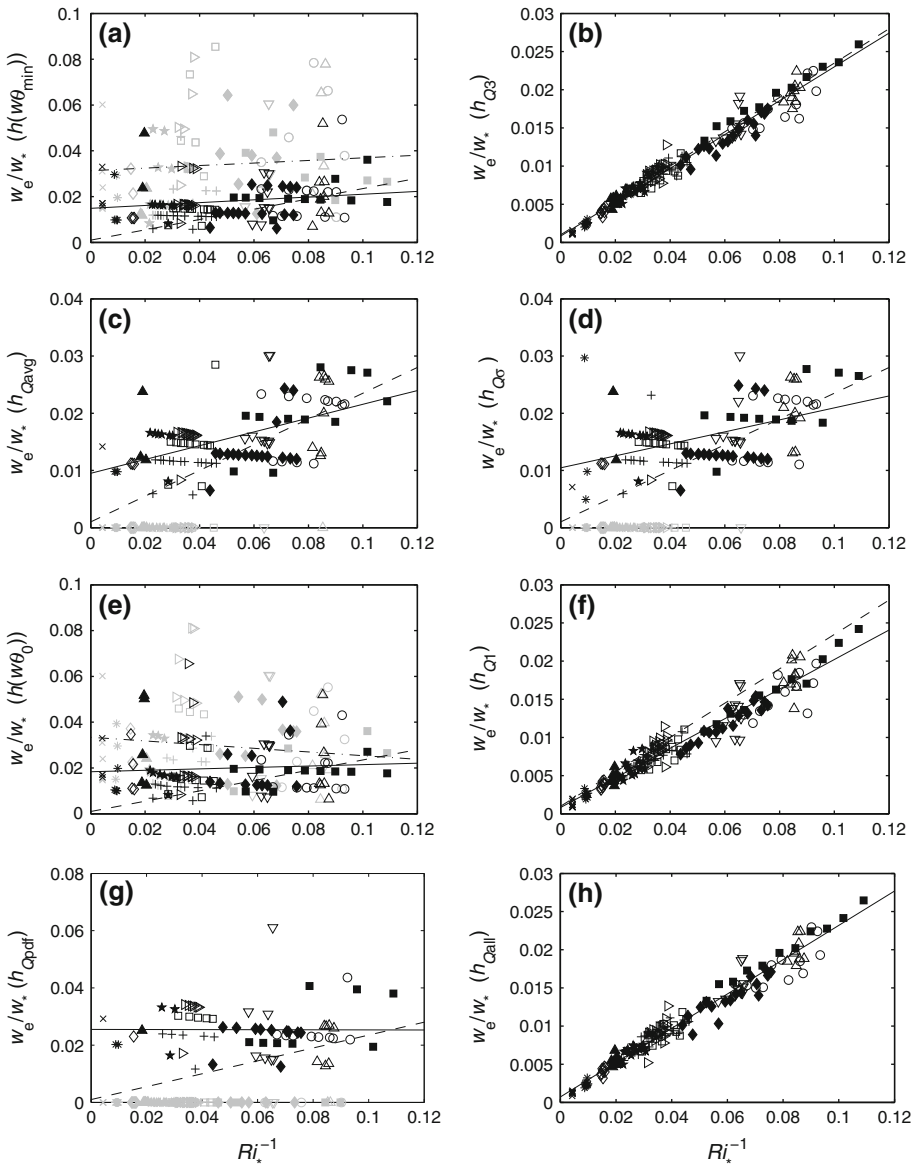 (a)
w_e/w_* (h(wθ_min))
0.1
0.08
0.06
0.04
0.02
0
0 0.02 0.04 0.06 0.08 0.1 0.12
(b)
w_e/w_* (h_Q3)
0.03
0.025
0.02
0.015
0.01
0.005
0
0 0.02 0.04 0.06 0.08 0.1 0.12
(c)
w_e/w_* (h_Qavg)
0.04
0.03
0.02
0.01
0
0 0.02 0.04 0.06 0.08 0.1 0.12
(d)
w_e/w_* (h_Qσ)
0.04
0.03
0.02
0.01
0
0 0.02 0.04 0.06 0.08 0.1 0.12
(e)
w_e/w_* (h(wθ_0))
0.1
0.08
0.06
0.04
0.02
0
0 0.02 0.04 0.06 0.08 0.1 0.12
(f)
w_e/w_* (h_Q1)
0.03
0.025
0.02
0.015
0.01
0.005
0
0 0.02 0.04 0.06 0.08 0.1 0.12
(g)
w_e/w_* (h_Qpdf)
0.08
0.06
0.04
0.02
0
0 0.02 0.04 0.06 0.08 0.1 0.12
Ri_*^-1
(h)
w_e/w_* (h_Qall)
0.03
0.025
0.02
0.015
0.01
0.005
0
0 0.02 0.04 0.06 0.08 0.1 0.12
Ri_*^-1